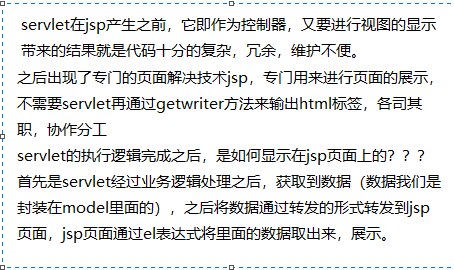 servlet在jsp产生之前，它即作为控制器，又要进行视图的显示
带来的结果就是代码十分的复杂，冗余，维护不便。
之后出现了专门的页面解决技术jsp，专门用来进行页面的展示，
不需要servlet再通过getwriter方法来输出html标签，各司其
职，协作分工
servlet的执行逻辑完成之后，是如何显示在jsp页面上的？？？
首先是servlet经过业务逻辑处理之后，获取到数据（数据我们是
封装在model里面的），之后将数据通过转发的形式转发到jsp
页面，jsp页面通过el表达式将里面的数据取出来，展示。